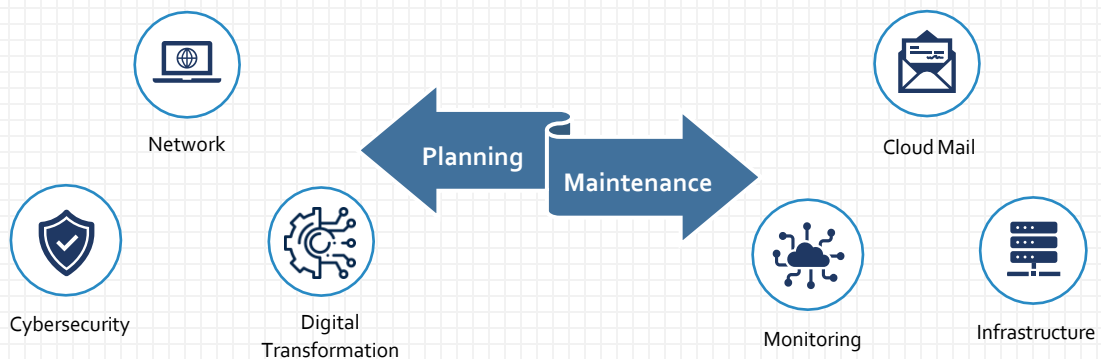 Network
Planning
Maintenance
Cloud Mail
Cybersecurity
Digital
Transformation
Monitoring
Infrastructure